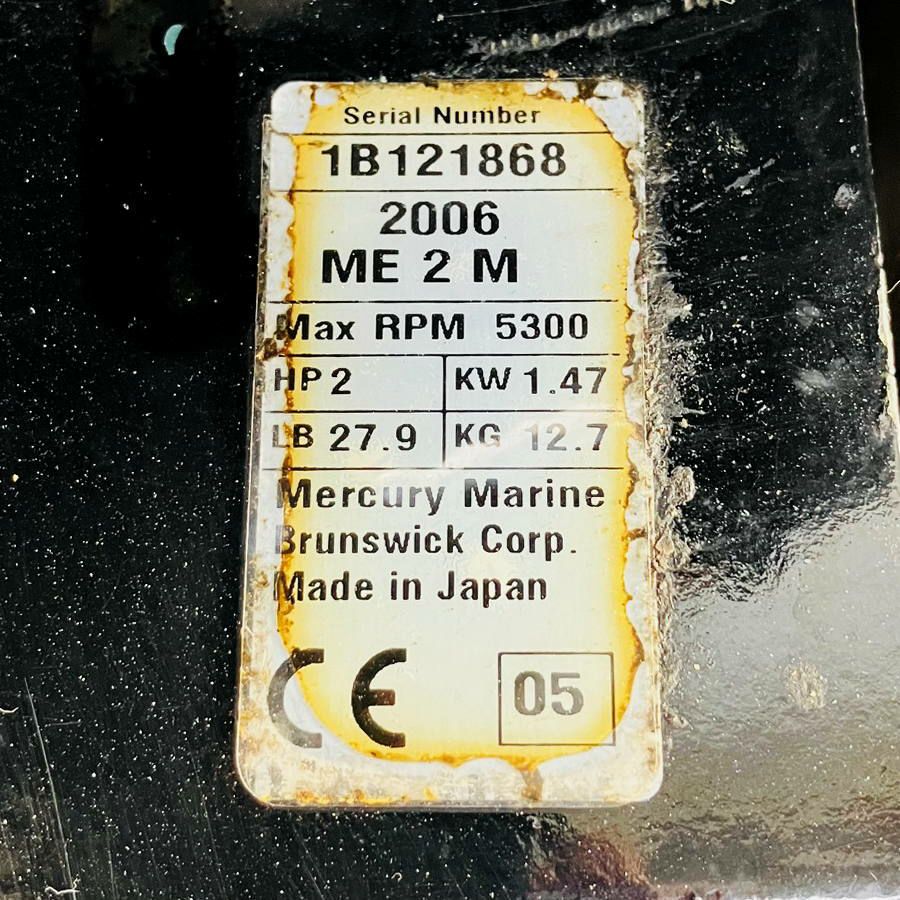 Serial Number
1B121868
2006
ME 2 M
Max RPM 5300
HP 2 KW 1.47
LB 27.9 KG 12.7
Mercury Marine
Brunswick Corp.
Made in Japan
CE 05